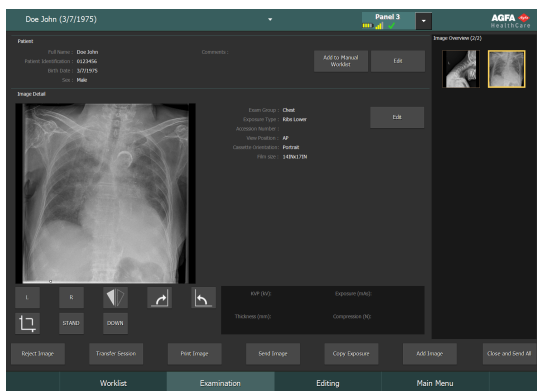 Doe John (3/7/1975)
Panel 3
AGFA
HealthCare
Patient
Full Name : Doe John
Patient Identification : 0123456
Birth Date : 3/7/1975
Sex : Male
Comments :
Add to Manual
Worklist
Edit
Image Overview (2/2)
Image Detail
Exam Group : Chest
Exposure Type : Ribs Lower
Accession Number :
View Position : AP
Cassette Orientation : Portrait
Film size : 14INx17IN
Edit
L
R
STAND
DOWN
KVP (kV):
Exposure (mAs):
Thickness (mm):
Compression (N):
Reject Image
Transfer Session
Print Image
Send Image
Copy Exposure
Add Image
Close and Send All
Worklist
Examination
Editing
Main Menu